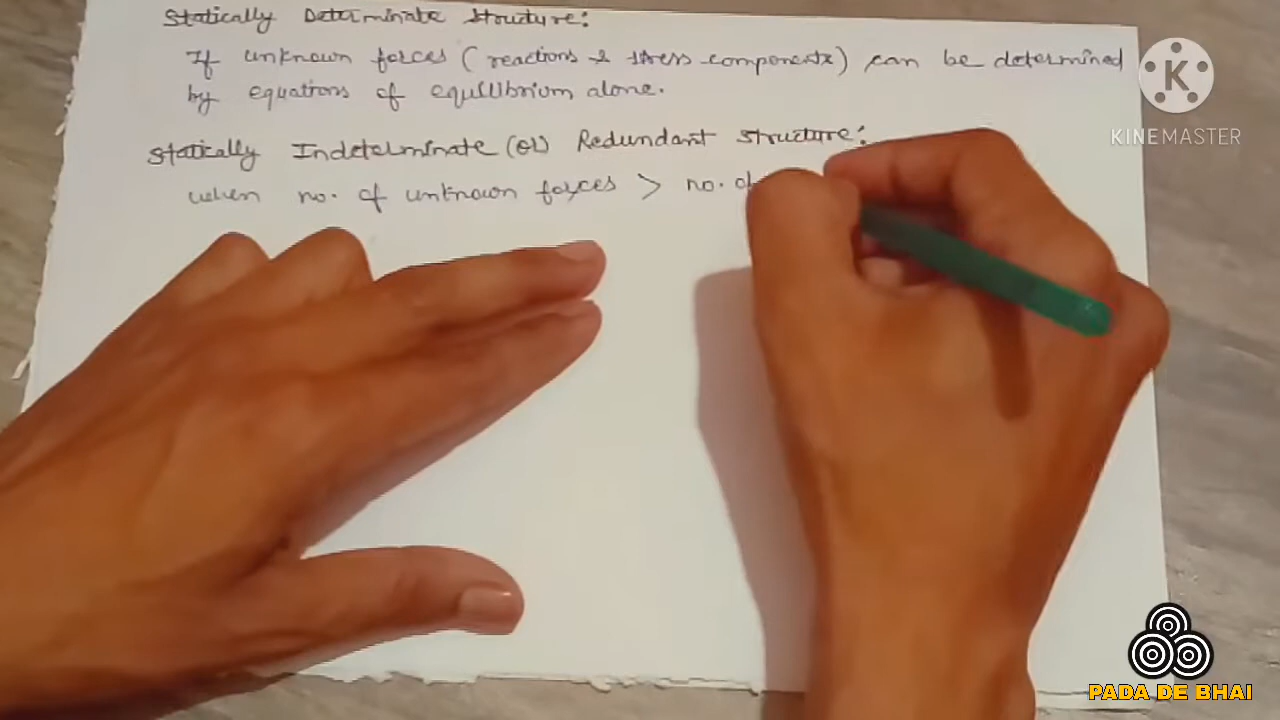 Statically Determinate Structure:
If unknown forces (reactions & stress components) can be determined
by equations of equilibrium alone.
Statically Indeterminate (or) Redundant Structure:
when no. of unknown forces > no. of
KINEMASTER
PADA DE BHAI